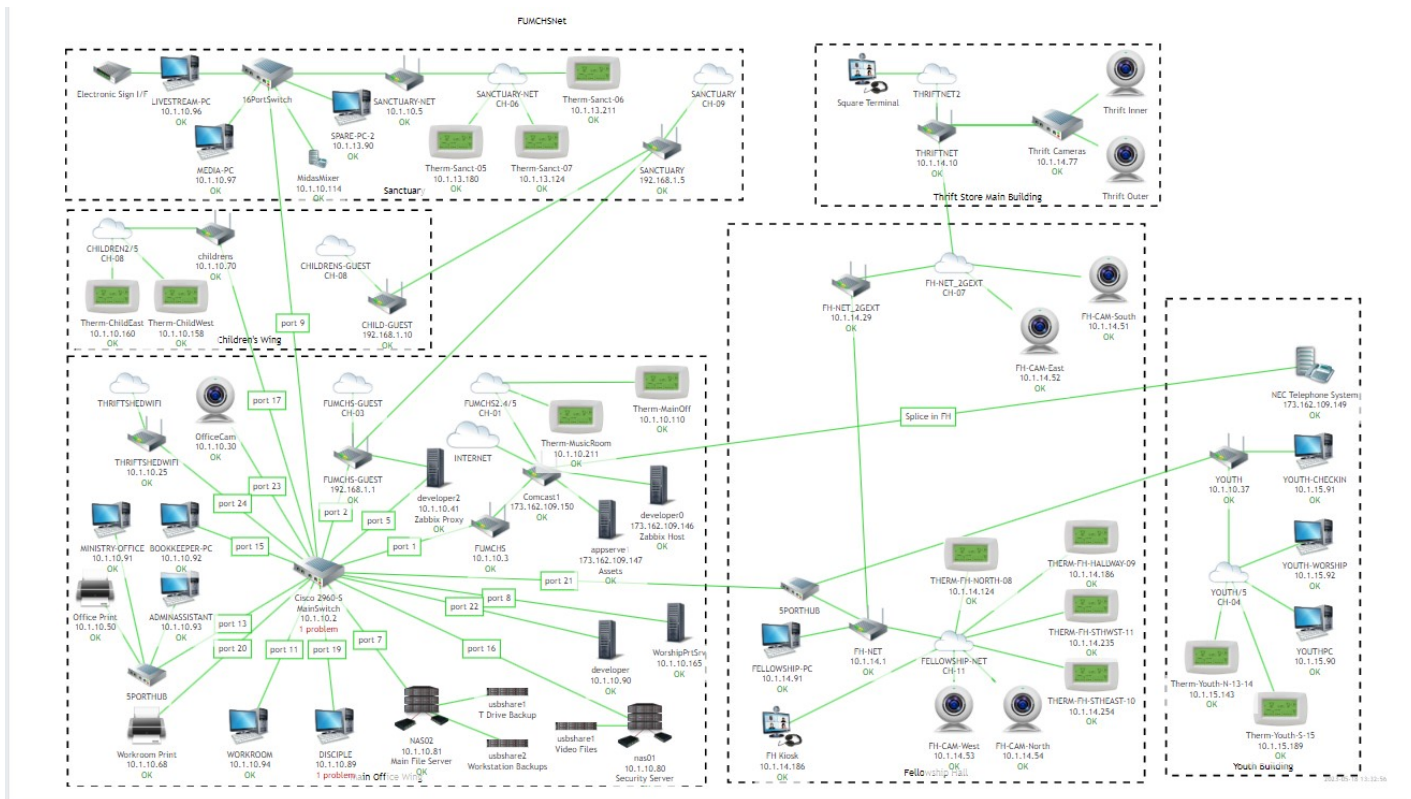 FUMCHSNet
Electronic Sign I/F
LIVESTREAM-PC
10.1.10.96
OK
16PortSwitch
MEDIA-PC
10.1.10.97
OK
SPARE-PC-2
10.1.13.90
OK
MidasMixer
10.1.10.114
OK
SANCTUARY-NET
10.1.10.5
OK
SANCTUARY-NET
CH-06
Therm-Sanct-06
10.1.13.211
OK
Therm-Sanct-05
10.1.13.180
OK
Therm-Sanct-07
10.1.13.124
OK
SANCTUARY
CH-09
SANCTUARY
192.168.1.5
OK
Sanctuary
Square Terminal
THRIFTNET2
THRIFTNET
10.1.14.10
OK
Thrift Cameras
10.1.14.77
OK
Thrift Inner
Thrift Outer
Thrift Store Main Building
CHILDREN2/5
CH-08
childrens
10.1.10.70
OK
Therm-ChildEast
10.1.10.160
OK
Therm-ChildWest
10.1.10.158
OK
CHILDRENS-GUEST
CH-08
CHILD-GUEST
192.168.1.10
OK
port 9
Children's Wing
FH-NET_2GEXT
10.1.14.29
OK
FH-NET_2GEXT
CH-07
FH-CAM-South
10.1.14.51
OK
FH-CAM-East
10.1.14.52
OK
THRIFTSHEDWIFI
THRIFTSHEDWIFI
10.1.10.25
OK
OfficeCam
10.1.10.30
OK
port 17
FUMCHS-GUEST
CH-03
FUMCHS-GUEST
192.168.1.1
OK
FUMCHS2.4/5
CH-01
Therm-MainOff
10.1.10.110
OK
Therm-MusicRoom
10.1.10.211
OK
INTERNET
Comcast1
173.162.109.150
OK
developer2
10.1.10.41
Zabbix Proxy
OK
developer0
173.162.109.146
Zabbix Host
OK
appserve
173.162.109.147
Assets
OK
FUMCHS
10.1.10.3
OK
port 23
port 24
port 2
port 5
port 15
port 1
MINISTRY-OFFICE
10.1.10.91
OK
BOOKKEEPER-PC
10.1.10.92
OK
Office Print
10.1.10.50
OK
ADMINASSISTANT
10.1.10.93
OK
Cisco 2960-S
MainSwitch
10.1.10.2
1 problem
port 21
port 8
port 22
port 13
port 20
port 11
port 19
port 7
port 16
5PORTHUB
Workroom Print
10.1.10.68
OK
WORKROOM
10.1.10.94
OK
DISCIPLE
10.1.10.89
1 problem
NAS02
10.1.10.81
Main File Server
OK
usbshare1
T Drive Backup
usbshare2
Workstation Backups
usbshare1
Video Files
nas01
10.1.10.80
Security Server
OK
developer
10.1.10.90
OK
WorshipPrtSrv
10.1.10.165
OK
Main Office Wing
Splice in FH
5PORTHUB
FELLOWSHIP-PC
10.1.14.91
OK
FH-NET
10.1.14.1
OK
FH Kiosk
10.1.14.186
OK
FELLOWSHIP-NET
CH-11
THERM-FH-NORTH-08
10.1.14.124
OK
THERM-FH-HALLWAY-09
10.1.14.186
OK
THERM-FH-STHWST-11
10.1.14.235
OK
THERM-FH-STHEAST-10
10.1.14.254
OK
FH-CAM-West
10.1.14.53
OK
FH-CAM-North
10.1.14.54
OK
Fellowship Hall
NEC Telephone System
173.162.109.149
OK
YOUTH
10.1.10.37
OK
YOUTH-CHECKIN
10.1.15.91
OK
YOUTH-WORSHIP
10.1.15.92
OK
YOUTH/5
CH-04
YOUTHPC
10.1.15.90
OK
Therm-Youth-N-13-14
10.1.15.143
OK
Therm-Youth-S-15
10.1.15.189
OK
Youth Building